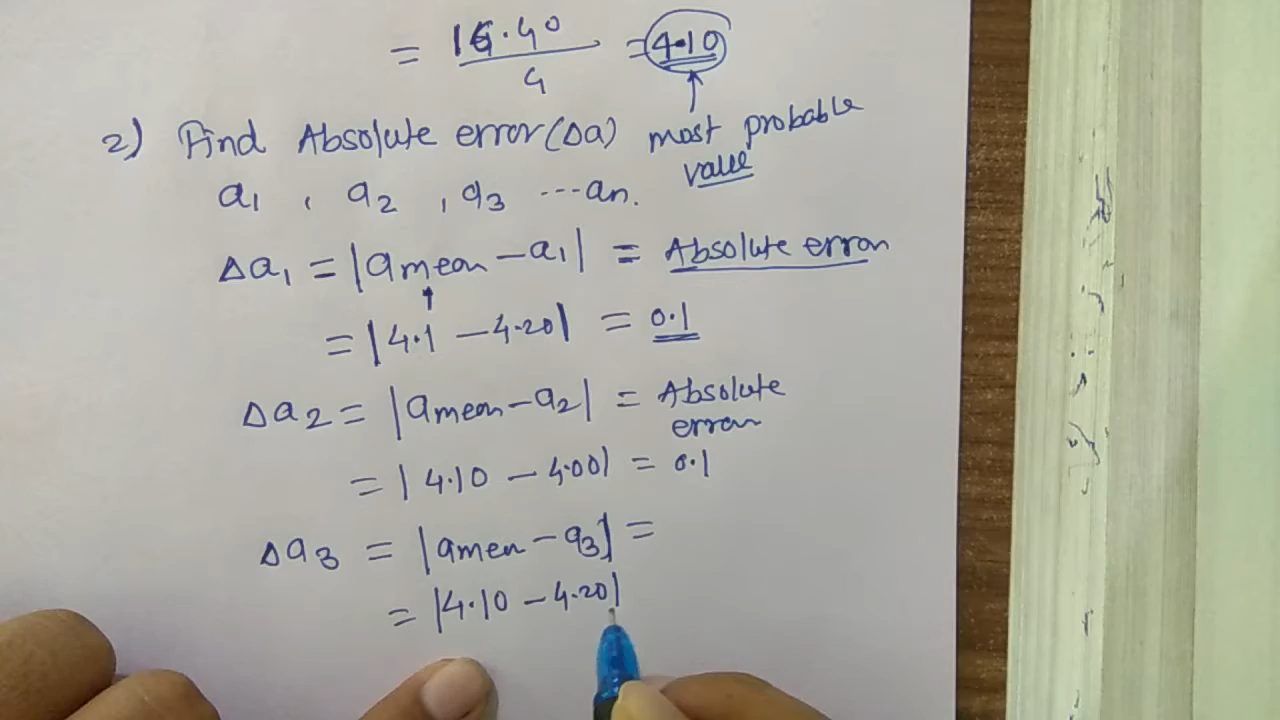 = 16.40 / 4 = 4.10
2) Find Absolute error(Δa) most probable value
a1 , a2 , a3 ---an.
Δa1 = |amean - a1| = Absolute error
= |4.1 - 4.20| = 0.1
Δa2 = |amean - a2| = Absolute error
= |4.10 - 4.00| = 0.1
Δa3 = |amen - a3| =
= |4.10 - 4.20|